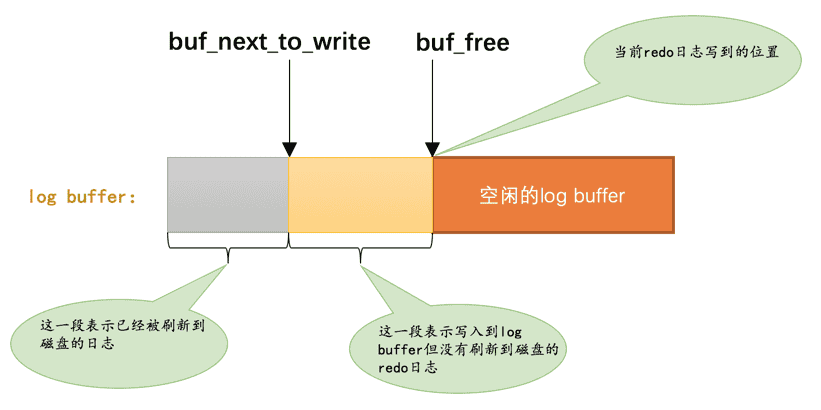 buf_next_to_write
buf_free
当前redo日志写到的位置
log buffer:
空闲的log buffer
这一段表示已经被刷新到
磁盘的日志
这一段表示写入到log
buffer但没有刷新到磁盘的
redo日志